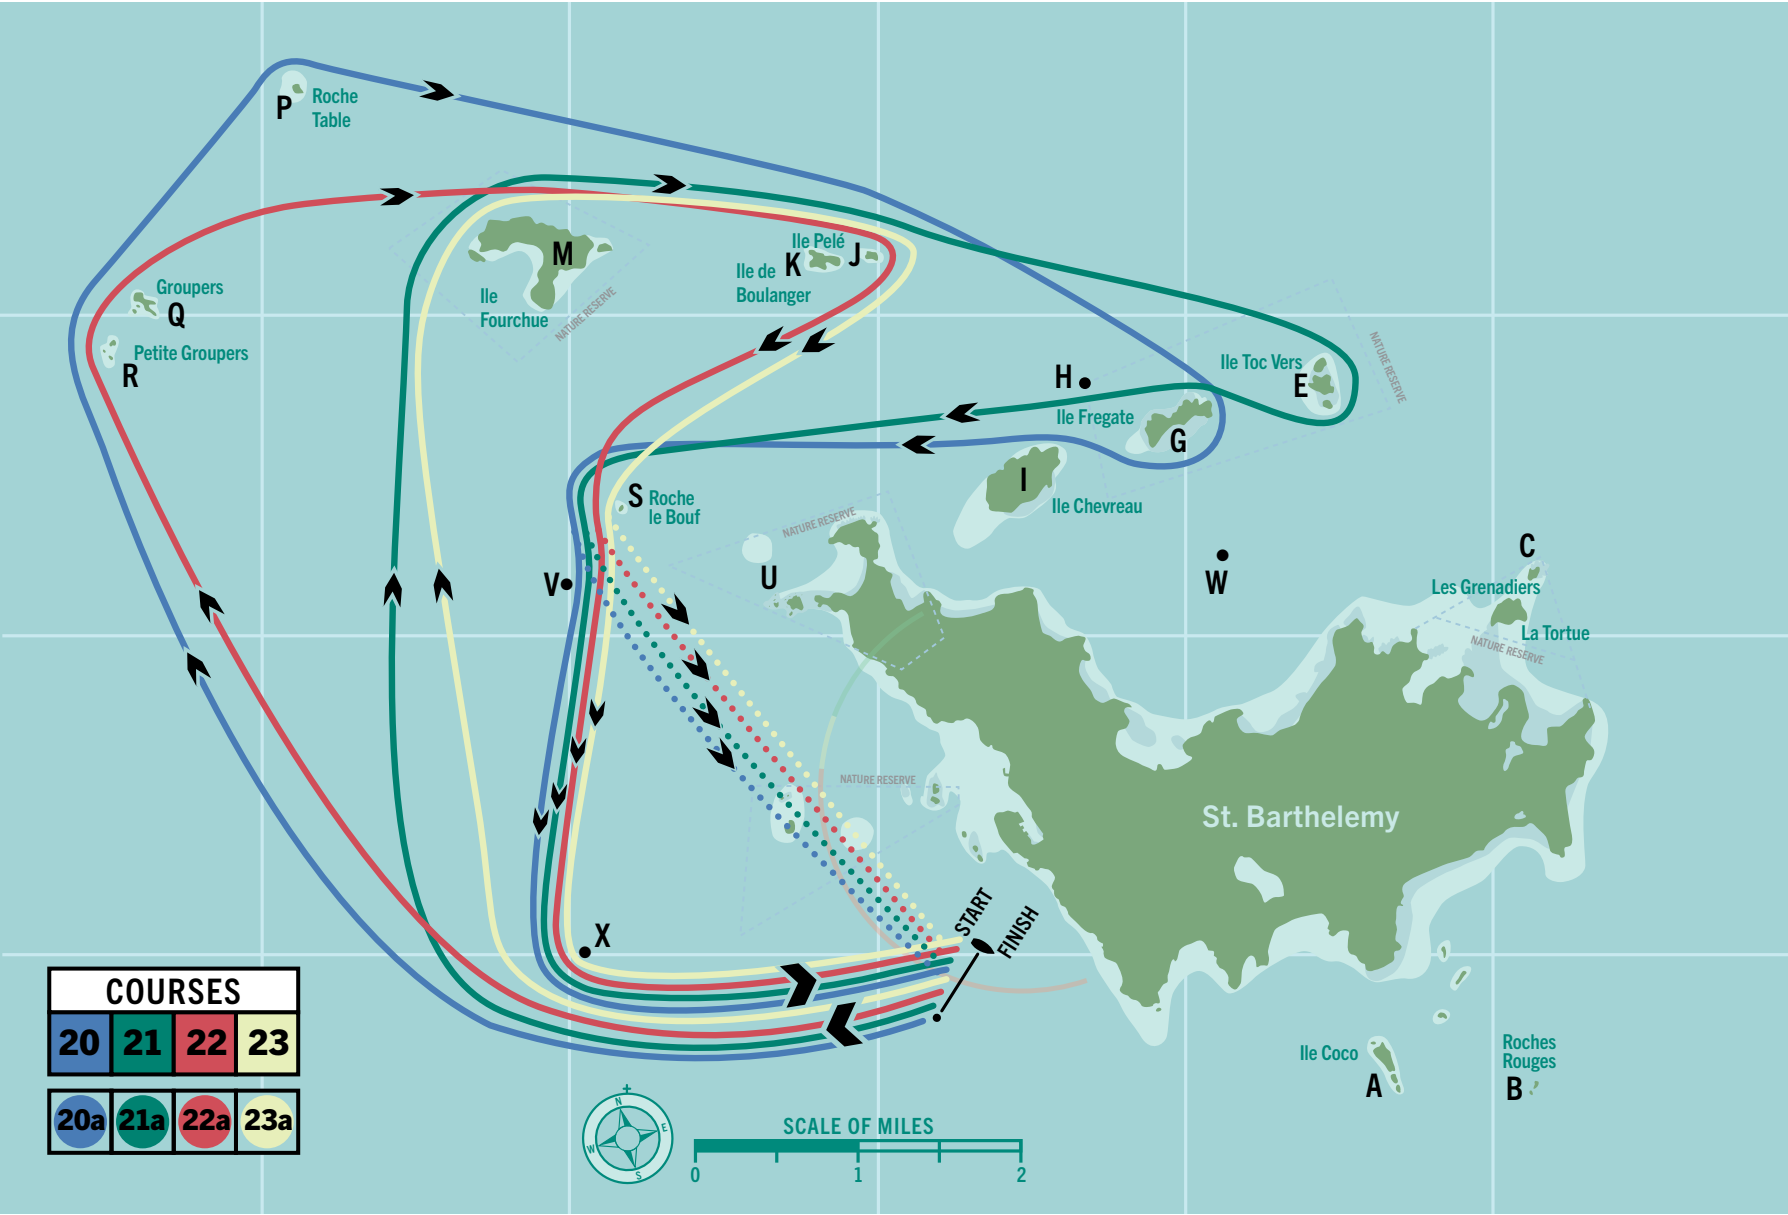 P
Roche
Table
M
Ile
Fourchue
NATURE RESERVE
Ile Pelé
K
J
Ile de
Boulanger
Groupers
Q
Petite Groupers
R
H
Ile Fregate
G
Ile Toc Vers
E
NATURE RESERVE
I
Ile Chevreau
S
Roche
le Bouf
V
NATURE RESERVE
U
W
C
Les Grenadiers
La Tortue
NATURE RESERVE
NATURE RESERVE
St. Barthelemy
START
FINISH
X
COURSES
20 21 22 23
20a 21a 22a 23a
Ile Coco
A
Roches
Rouges
B
N
E
S
W
SCALE OF MILES
0 1 2